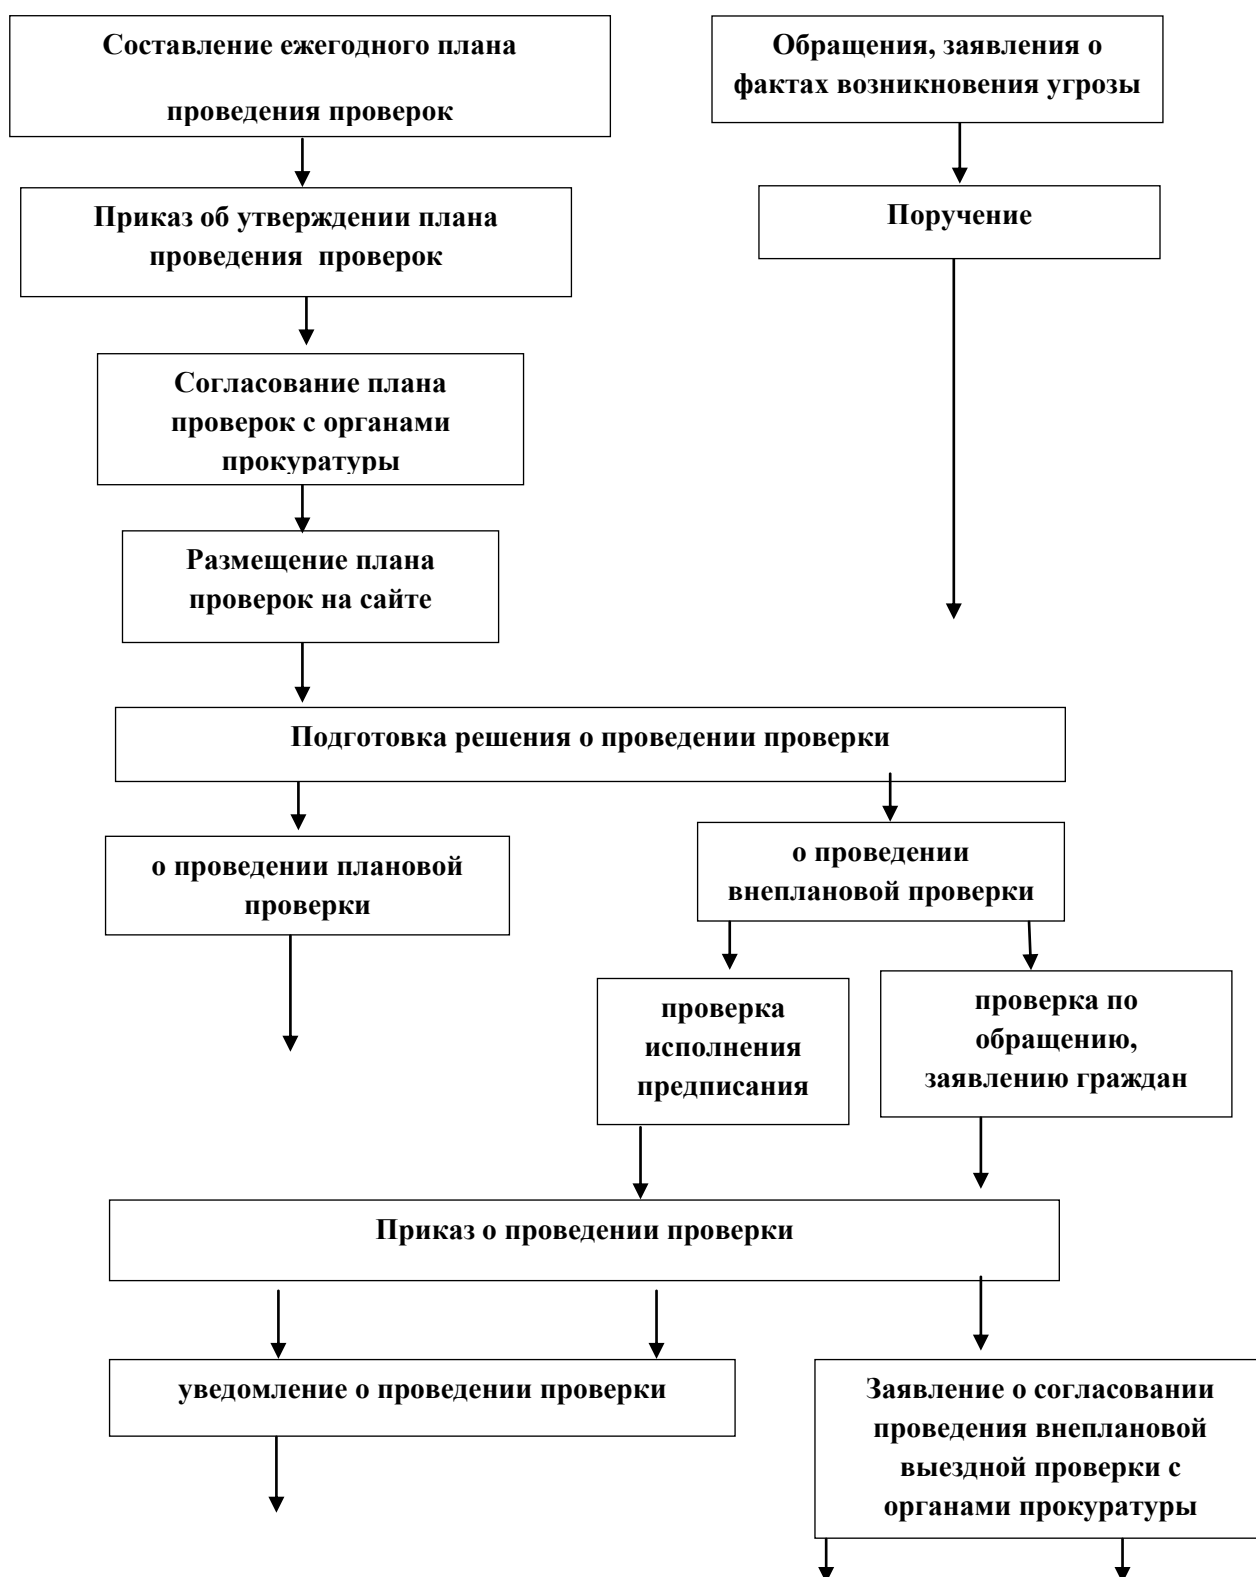 Составление ежегодного плана
проведения проверок
Обращения, заявления о
фактах возникновения угрозы
Приказ об утверждении плана
проведения проверок
Поручение
Согласование плана
проверок с органами
прокуратуры
Размещение плана
проверок на сайте
Подготовка решения о проведении проверки
о проведении плановой
проверки
о проведении
внеплановой проверки
проверка
исполнения
предписания
проверка по
обращению,
заявлению граждан
Приказ о проведении проверки
уведомление о проведении проверки
Заявление о согласовании
проведения внеплановой
выездной проверки с
органами прокуратуры